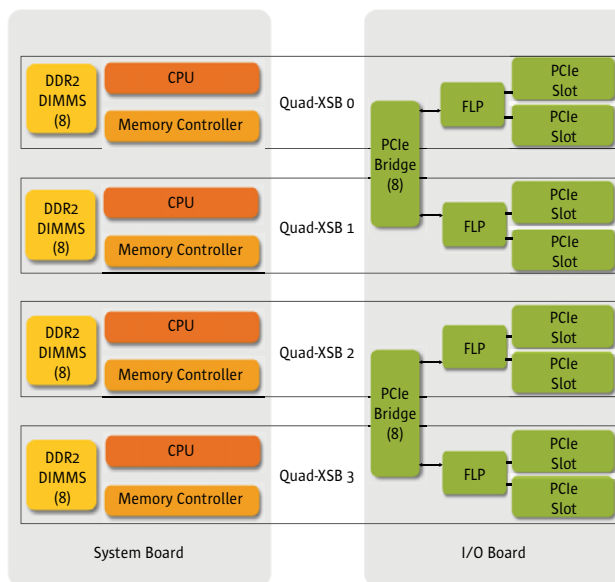 DDR2
DIMMS
(8)
CPU
Memory Controller
Quad-XSB 0
PCIe
Bridge
(8)
FLP
PCIe
Slot
PCIe
Slot
DDR2
DIMMS
(8)
CPU
Memory Controller
Quad-XSB 1
FLP
PCIe
Slot
PCIe
Slot
DDR2
DIMMS
(8)
CPU
Memory Controller
Quad-XSB 2
PCIe
Bridge
(8)
FLP
PCIe
Slot
PCIe
Slot
DDR2
DIMMS
(8)
CPU
Memory Controller
Quad-XSB 3
FLP
PCIe
Slot
PCIe
Slot
System Board
I/O Board